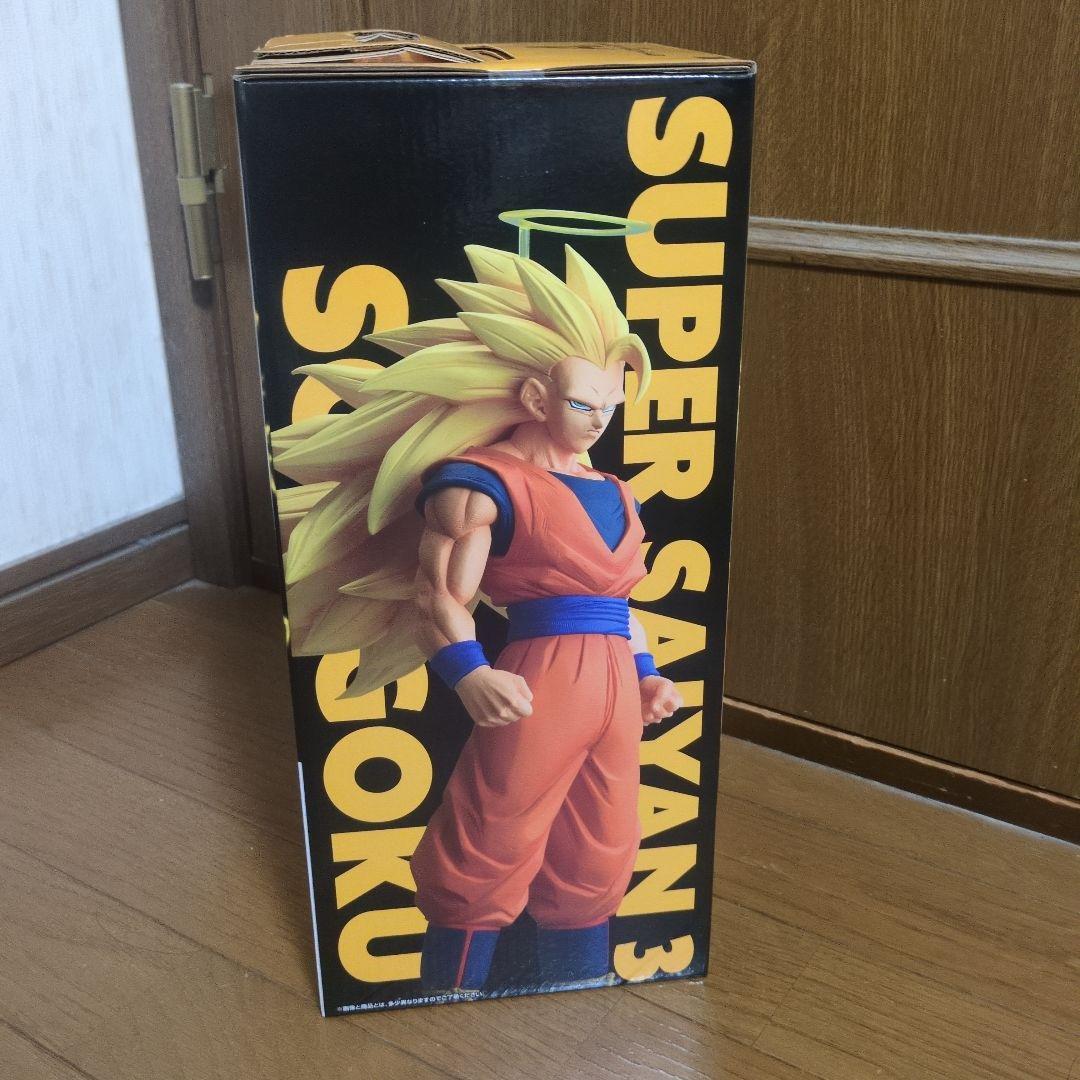 SUPER SAIYAN 3
SON GOKU
※画像と商品とは、多少異なりますのでご了承ください。